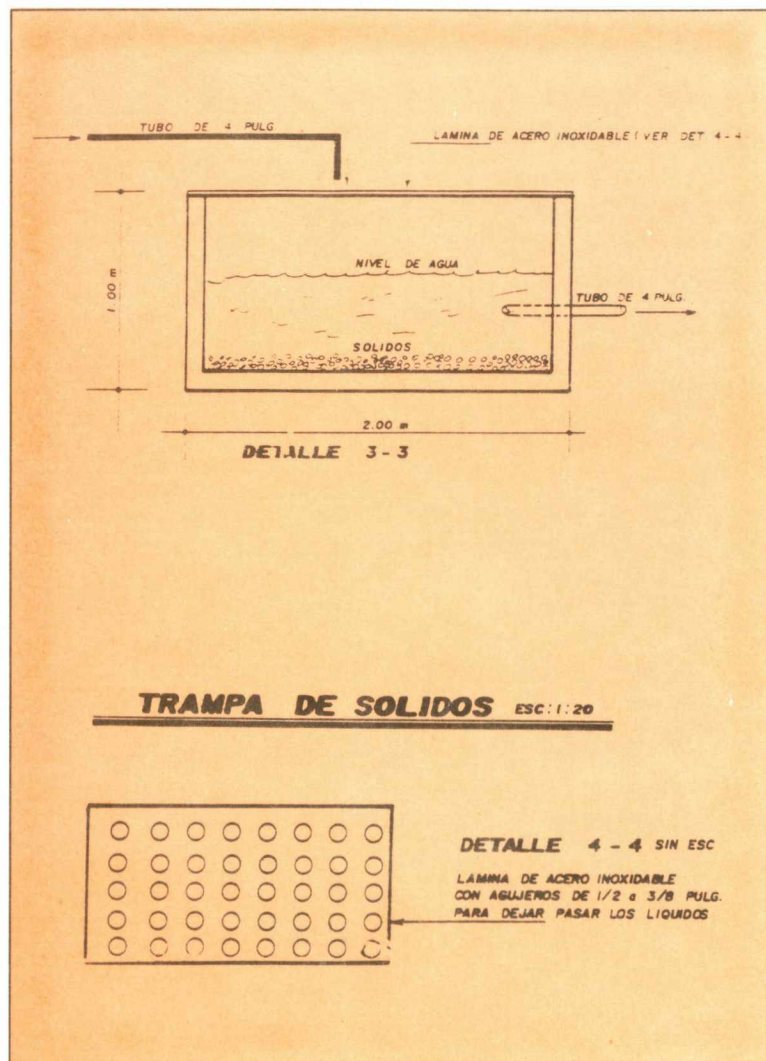 TUBO DE 4 PULG
LAMINA DE ACERO INOXIDABLE ( VER DET 4-4
NIVEL DE AGUA
1.00 m
TUBO DE 4 PULG.
SOLIDOS
2.00 m
DETALLE 3-3
TRAMPA DE SOLIDOS ESC:1:20
DETALLE 4-4 SIN ESC
LAMINA DE ACERO INOXIDABLE
CON AGUJEROS DE 1/2 a 3/8 PULG.
PARA DEJAR PASAR LOS LIQUIDOS